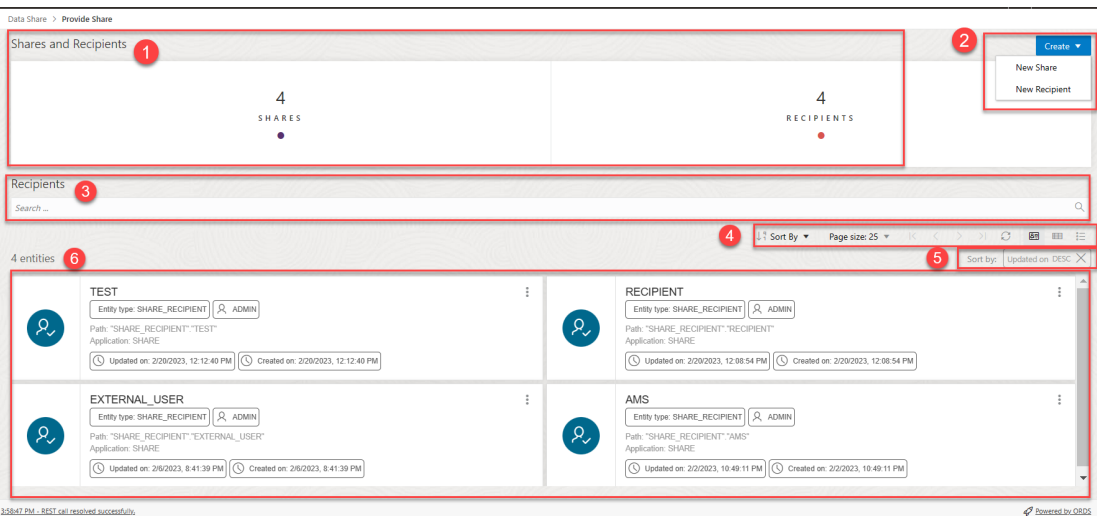 Data Share > Provide Share
Shares and Recipients
1
2
Create
New Share
New Recipient
4
SHARES
4
RECIPIENTS
Recipients
3
Search ...
4
Sort By
Page size: 25
4 entities
6
5
Sort by:
Updated on DESC
TEST
Entity type: SHARE_RECIPIENT
ADMIN
Path: "SHARE_RECIPIENT"."TEST"
Application: SHARE
Updated on: 2/20/2023, 12:12:40 PM
Created on: 2/20/2023, 12:12:40 PM
RECIPIENT
Entity type: SHARE_RECIPIENT
ADMIN
Path: "SHARE_RECIPIENT"."RECIPIENT"
Application: SHARE
Updated on: 2/20/2023, 12:08:54 PM
Created on: 2/20/2023, 12:08:54 PM
EXTERNAL_USER
Entity type: SHARE_RECIPIENT
ADMIN
Path: "SHARE_RECIPIENT"."EXTERNAL_USER"
Application: SHARE
Updated on: 2/6/2023, 8:41:39 PM
Created on: 2/6/2023, 8:41:39 PM
AMS
Entity type: SHARE_RECIPIENT
ADMIN
Path: "SHARE_RECIPIENT"."AMS"
Application: SHARE
Updated on: 2/2/2023, 10:49:11 PM
Created on: 2/2/2023, 10:49:11 PM
3:58:47 PM - REST call resolved successfully.
Powered by ORDS